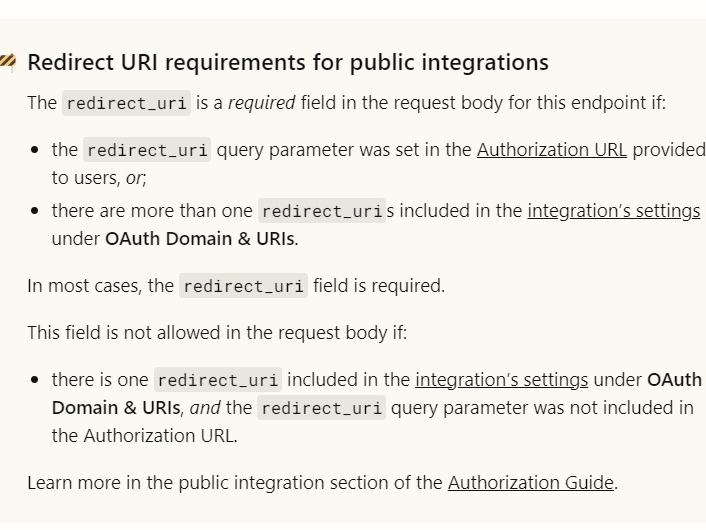 Redirect URI requirements for public integrations
The redirect_uri is a required field in the request body for this endpoint if:
• the redirect_uri query parameter was set in the Authorization URL provided
to users, or;
• there are more than one redirect_uris included in the integration's settings
under OAuth Domain & URIs.
In most cases, the redirect_uri field is required.
This field is not allowed in the request body if:
• there is one redirect_uri included in the integration's settings under OAuth
Domain & URIs, and the redirect_uri query parameter was not included in
the Authorization URL.
Learn more in the public integration section of the Authorization Guide.